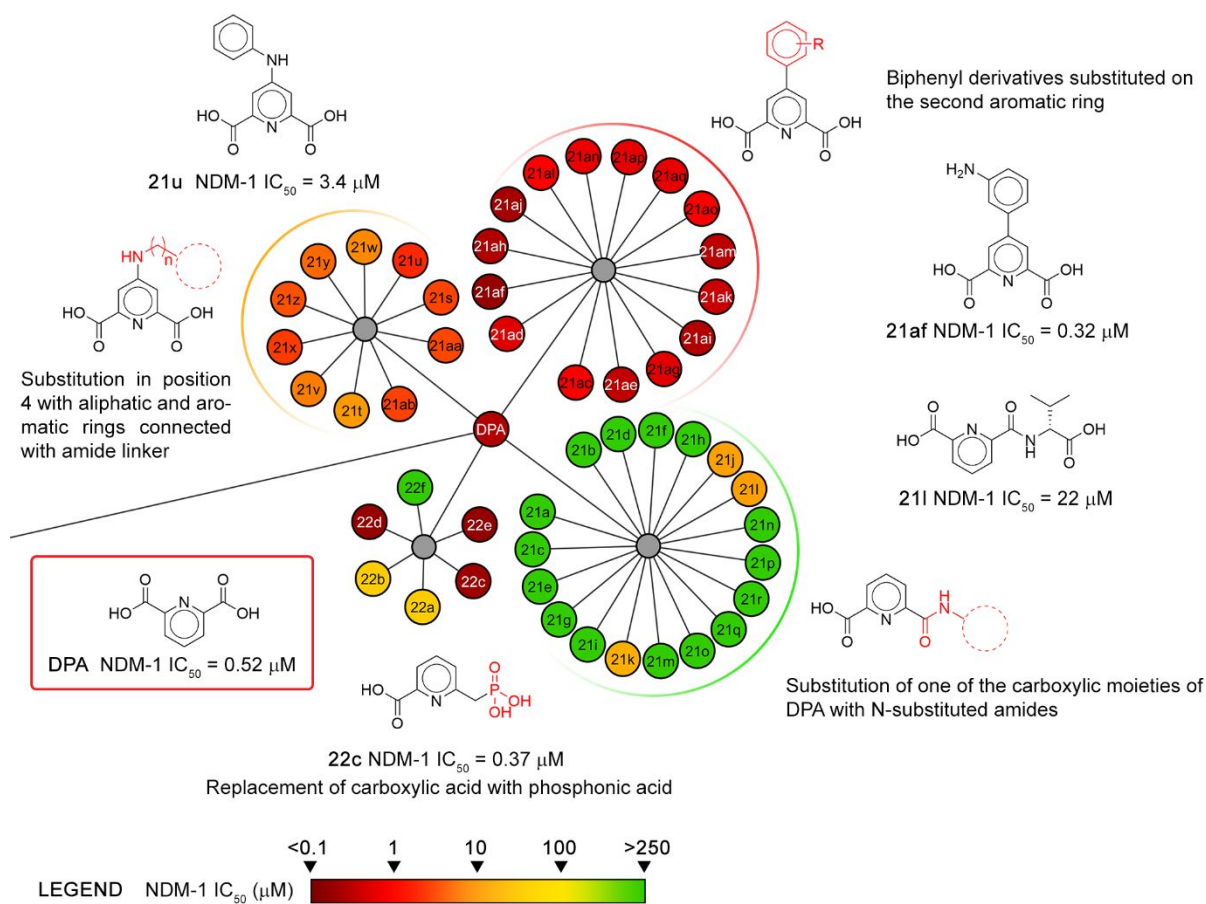 NH
HO
OH
O
N
O
21u NDM-1 IC50 = 3.4 μM
R
HO
OH
O
N
O
Biphenyl derivatives substituted on
the second aromatic ring
H2N
HO
OH
O
N
O
21af NDM-1 IC50 = 0.32 μM
HN
( )n
HO
OH
O
N
O
Substitution in position
4 with aliphatic and aro-
matic rings connected
with amide linker
21w
21y
21u
21z
21s
21x
21aa
21v
21t
21ab
21an
21ap
21al
21aq
21aj
21ao
21ah
21am
21af
21ak
21ad
21ai
21ac
21ae
21ag
DPA
O
O
HO
N
N
H
OH
O
21l NDM-1 IC50 = 22 μM
22f
22d
22e
22b
22c
22a
21d
21f
21b
21h
21j
21l
21a
21n
21c
21p
21e
21r
21g
21q
21i
21o
21k
21m
O
O
HO
N
OH
DPA NDM-1 IC50 = 0.52 μM
HO
N
H
N
O
O
Substitution of one of the carboxylic moieties of
DPA with N-substituted amides
HO
N
O
O
P
OH
OH
22c NDM-1 IC50 = 0.37 μM
Replacement of carboxylic acid with phosphonic acid
<0.1 1 10 100 >250
LEGEND NDM-1 IC50 (μM)